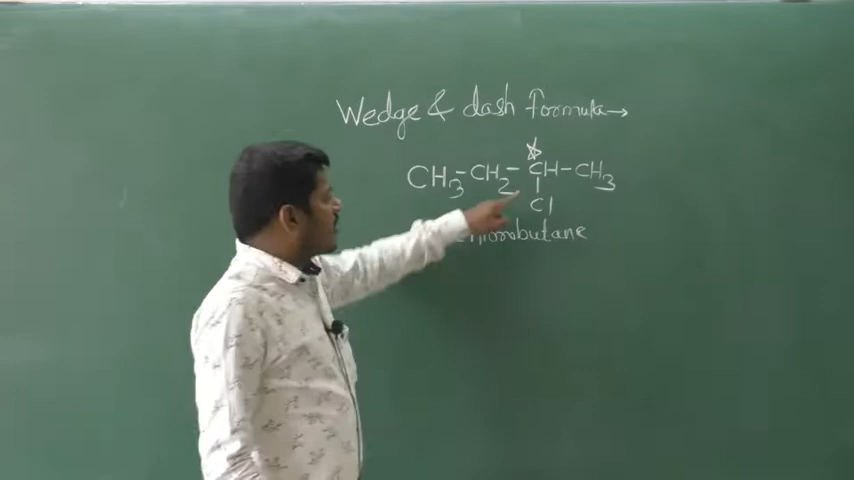 Wedge & dash formula→
☆
CH3-CH2-CH-CH3
|
Cl